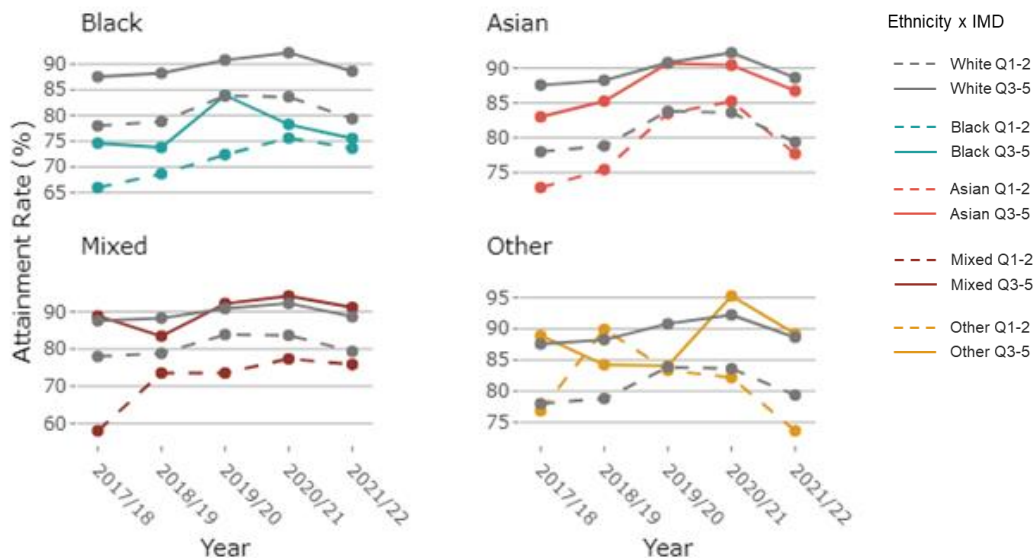 Black
Asian
Ethnicity x IMD
90
85
80
75
70
65
90
85
80
75
White Q1-2
White Q3-5
Black Q1-2
Black Q3-5
Asian Q1-2
Asian Q3-5
Mixed Q1-2
Mixed Q3-5
Other Q1-2
Other Q3-5
Attainment Rate (%)
Mixed
Other
90
80
70
60
95
90
85
80
75
2017/18
2018/19
2019/20
2020/21
2021/22
2017/18
2018/19
2019/20
2020/21
2021/22
Year
Year